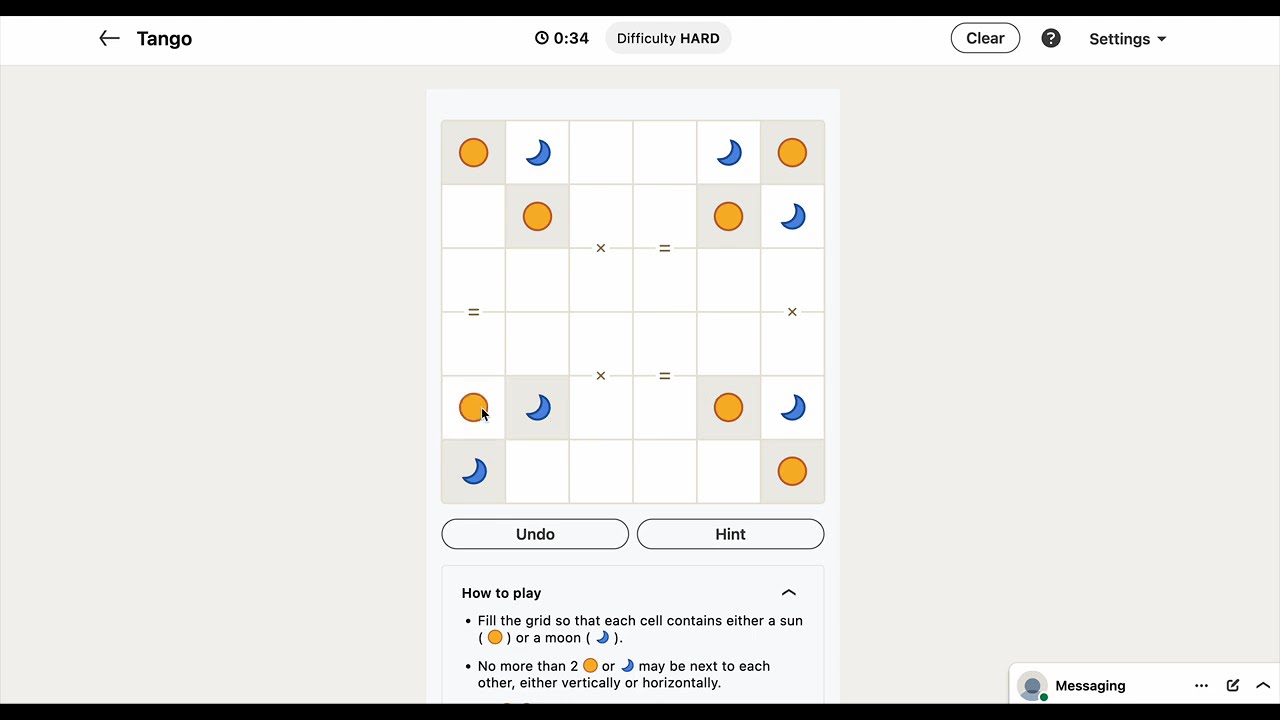 Tango
0:34
Difficulty HARD
Clear
?
Settings
× =
= ×
× =
Undo
Hint
How to play
• Fill the grid so that each cell contains either a sun
( ) or a moon ( ).
• No more than 2 or may be next to each
other, either vertically or horizontally.
Messaging